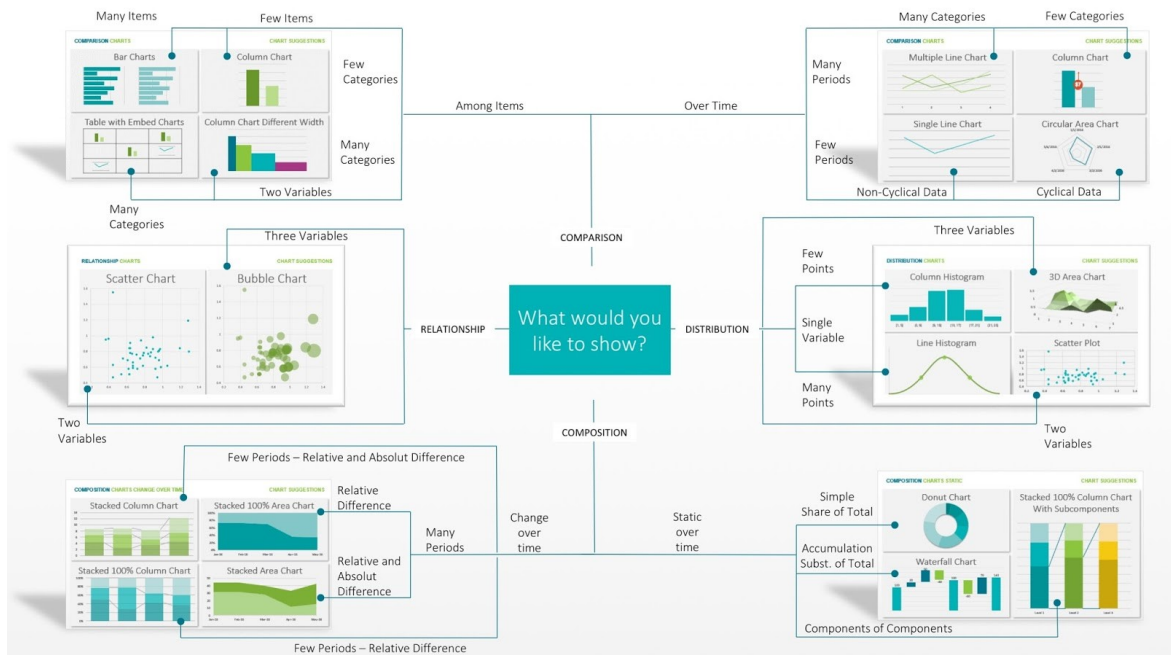 Many Items
Few Items
COMPARISON CHARTS
CHART SUGGESTIONS
Bar Charts
Column Chart
Few
Categories
Table with Embed Charts
Column Chart Different Width
Many
Categories
Two Variables
Many
Categories
Among Items
Over Time
Many Categories
Few Categories
COMPARISON CHARTS
CHART SUGGESTIONS
Many
Periods
Multiple Line Chart
Column Chart
Few
Periods
Single Line Chart
Circular Area Chart
Non-Cyclical Data
Cyclical Data
COMPARISON
Three Variables
RELATIONSHIP CHARTS
CHART SUGGESTIONS
Scatter Chart
Bubble Chart
Two
Variables
RELATIONSHIP
What would you
like to show?
DISTRIBUTION
Three Variables
Few
Points
DISTRIBUTION CHARTS
CHART SUGGESTIONS
Column Histogram
3D Area Chart
Single
Variable
Line Histogram
Scatter Plot
Many
Points
Two
Variables
COMPOSITION
Few Periods – Relative and Absolut Difference
COMPOSITION CHARTS CHANGE OVER TIME
CHART SUGGESTIONS
Stacked Column Chart
Stacked 100% Area Chart
Relative
Difference
Stacked 100% Column Chart
Stacked Area Chart
Relative and
Absolut
Difference
Many
Periods
Change
over
time
Few Periods – Relative Difference
Static
over
time
Simple
Share of Total
COMPOSITION CHARTS STATIC
CHART SUGGESTIONS
Donut Chart
Stacked 100% Column Chart
With Subcomponents
Accumulation
Subst. of Total
Waterfall Chart
Components of Components